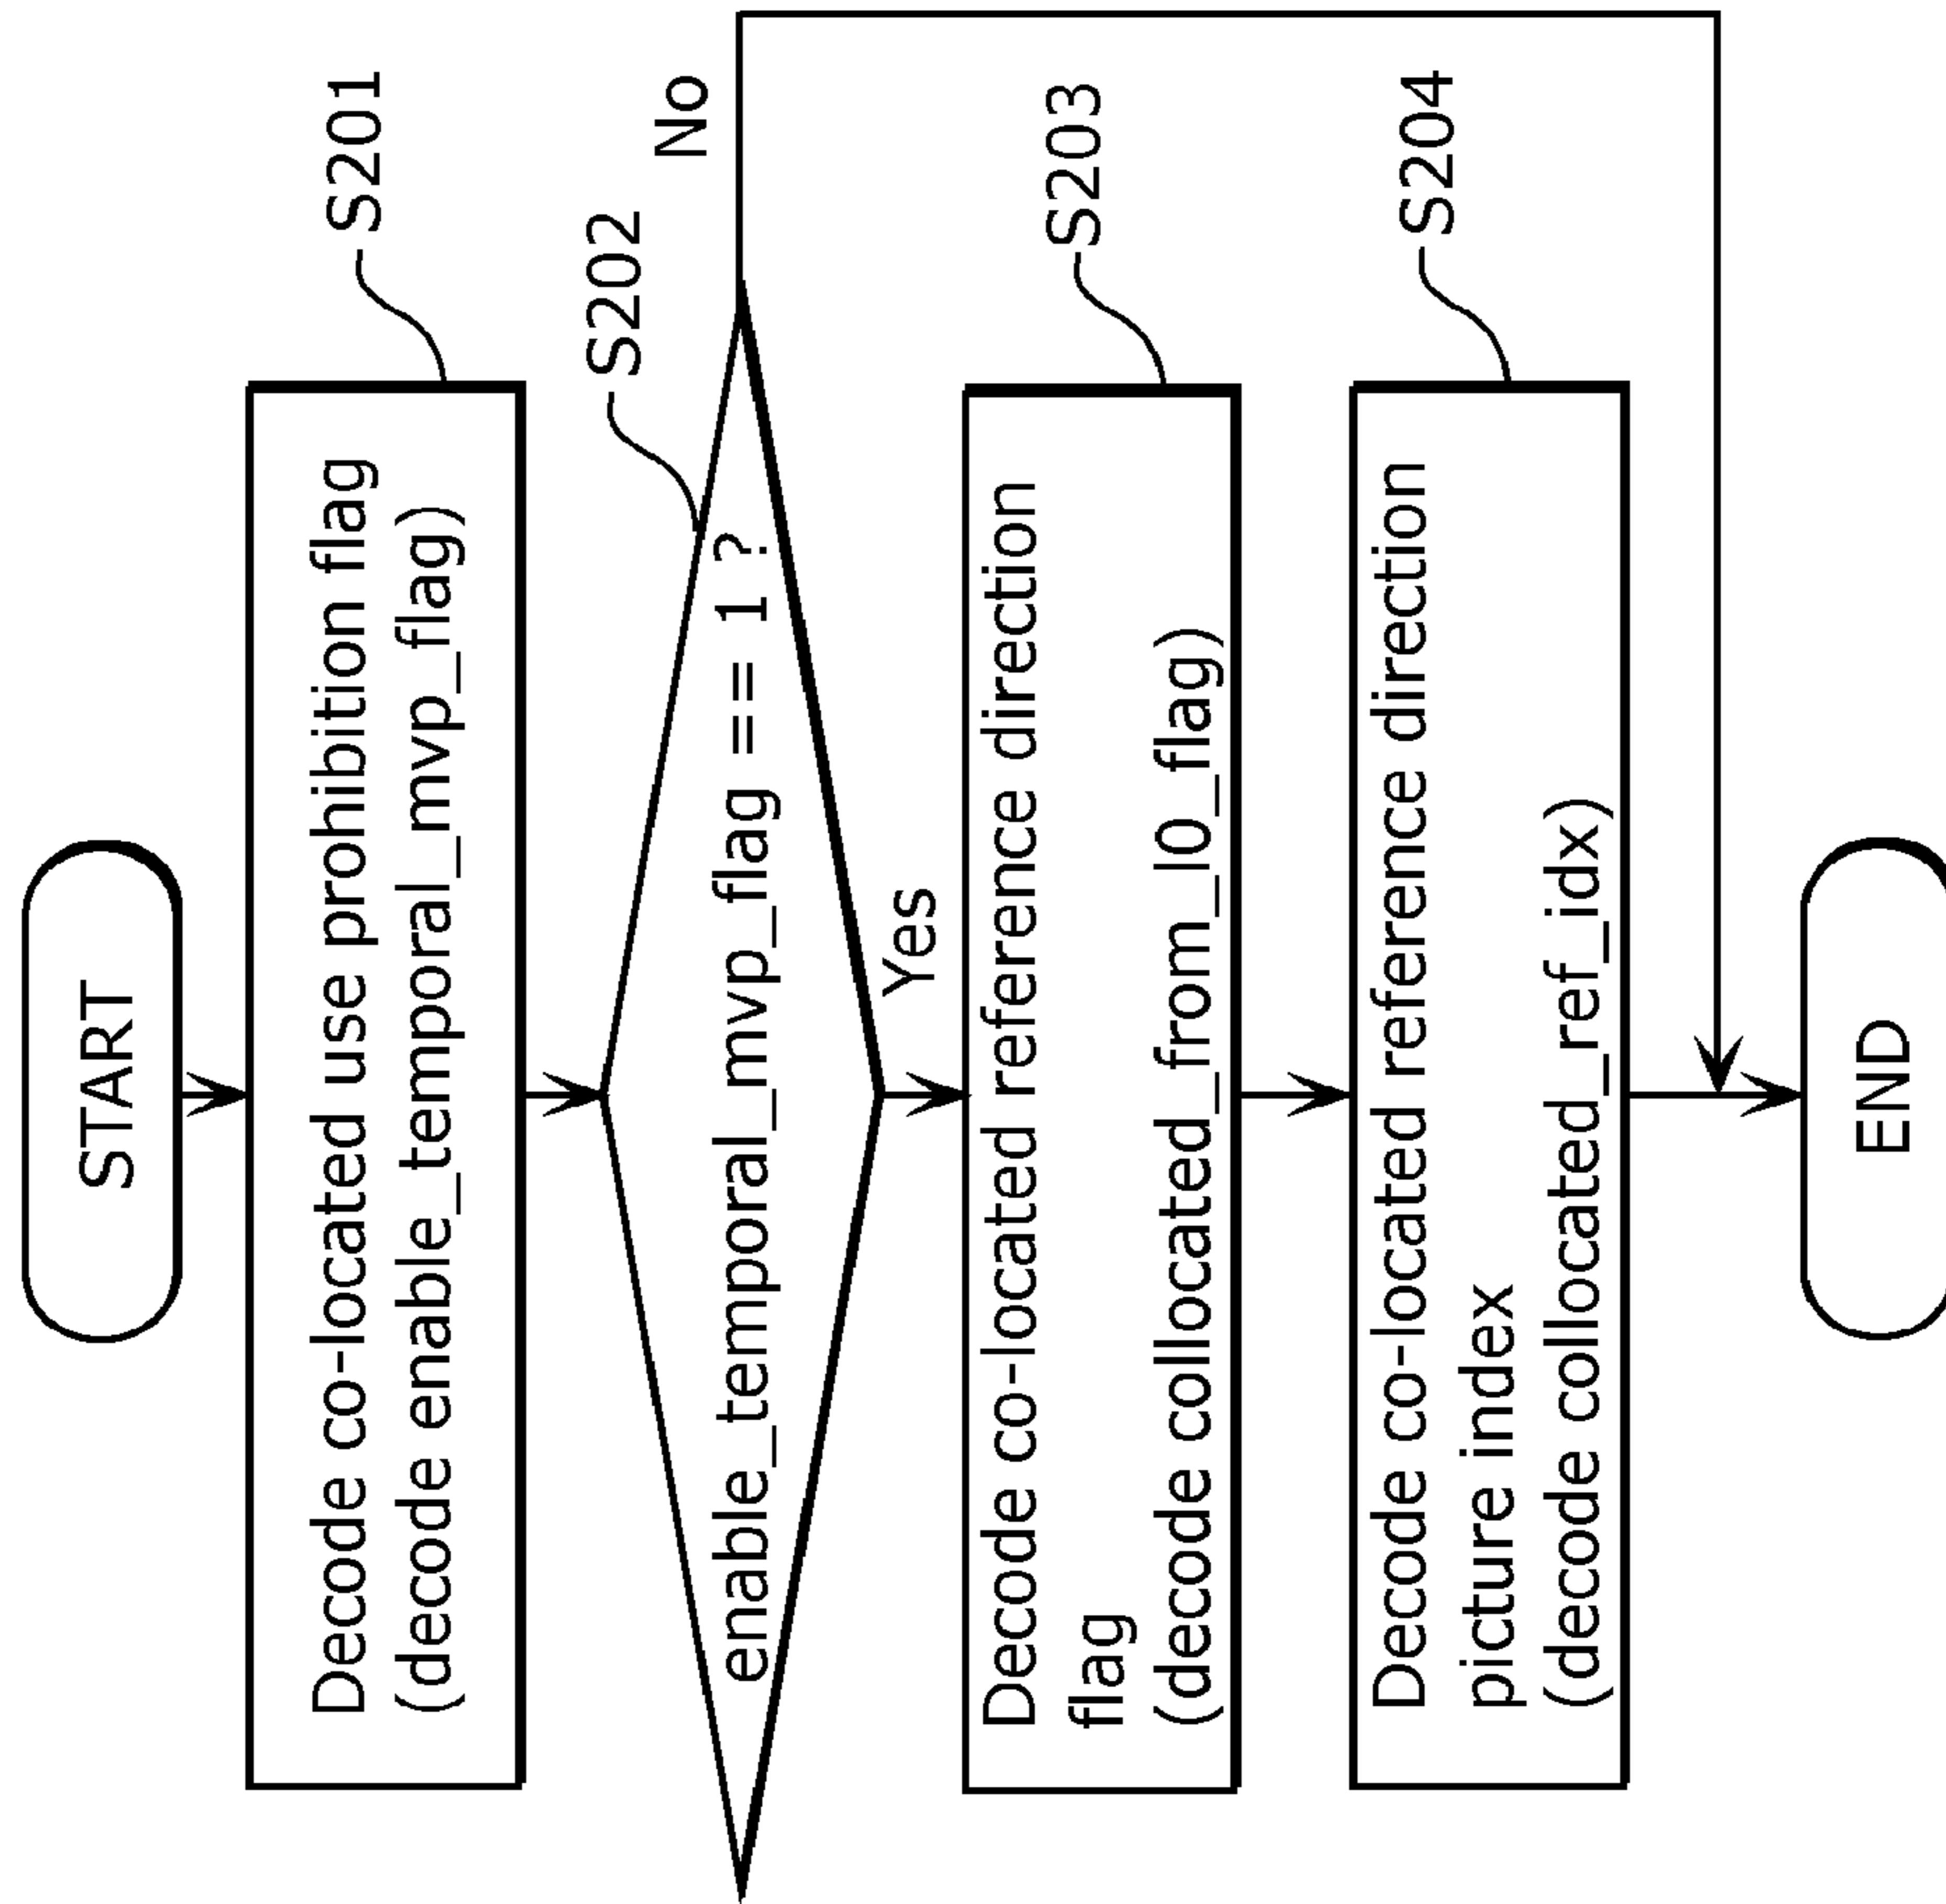 START
Decode co-located use prohibition flag
(decode enable_temporal_mvp_flag)
S201
enable_temporal_mvp_flag == 1 ?
S202
No
Yes
Decode co-located reference direction
flag
(decode collocated_from_l0_flag)
S203
Decode co-located reference direction
picture index
(decode collocated_ref_idx)
S204
END